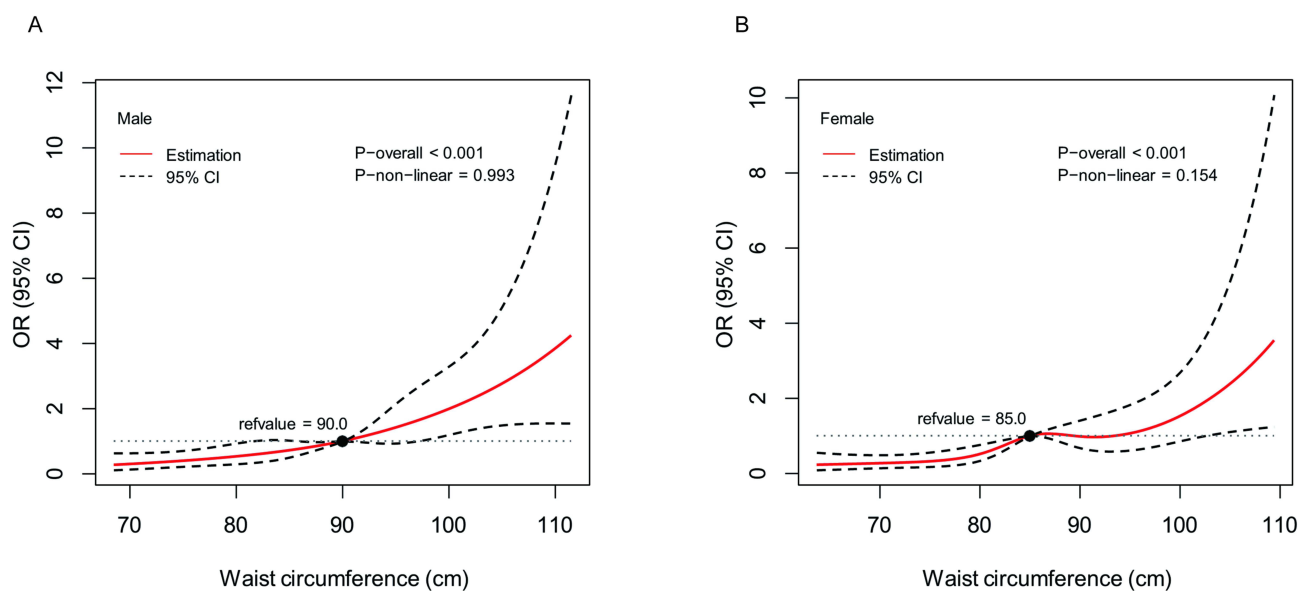 A
Male
Estimation
95% CI
P−overall < 0.001
P−non−linear = 0.993
refvalue = 90.0
OR (95% CI)
0
2
4
6
8
10
12
70 80 90 100 110
Waist circumference (cm)
B
Female
Estimation
95% CI
P−overall < 0.001
P−non−linear = 0.154
refvalue = 85.0
OR (95% CI)
0
2
4
6
8
10
70 80 90 100 110
Waist circumference (cm)